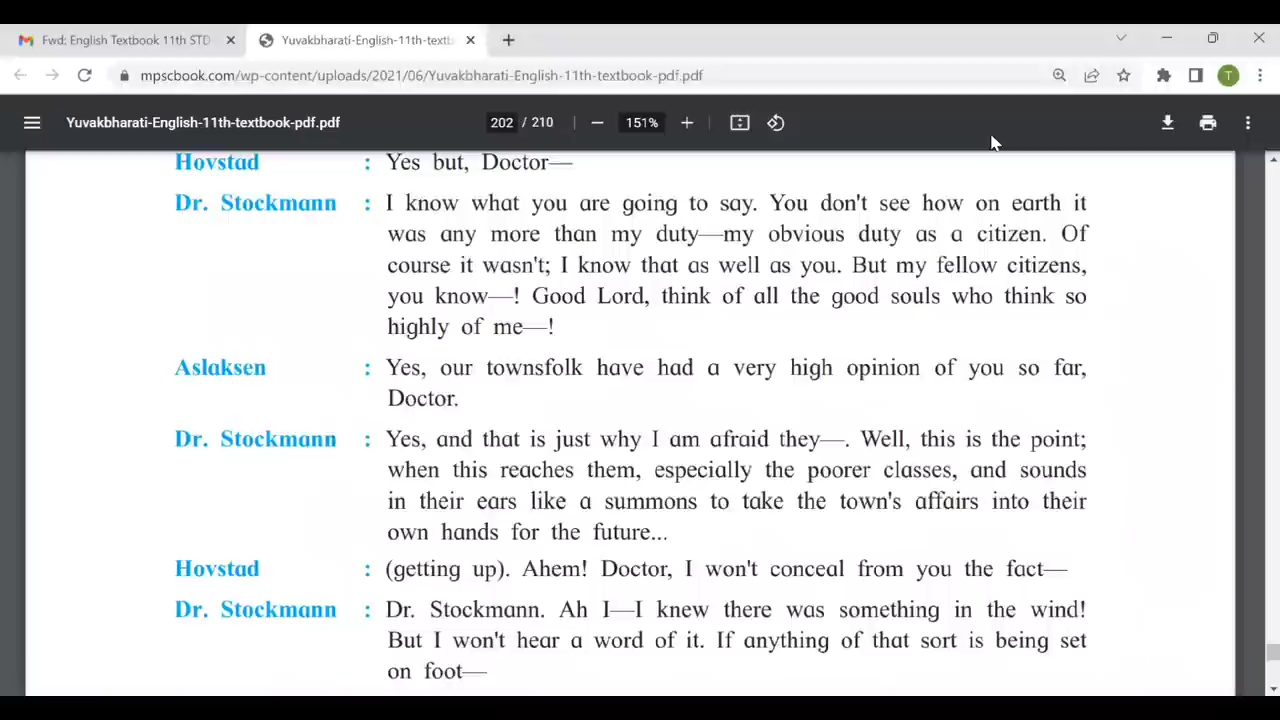 Fwd: English Textbook 11th STD
Yuvakbharati-English-11th-textb
mpscbook.com/wp-content/uploads/2021/06/Yuvakbharati-English-11th-textbook-pdf.pdf
T
Yuvakbharati-English-11th-textbook-pdf.pdf
202 / 210
151%
Hovstad : Yes but, Doctor—
Dr. Stockmann : I know what you are going to say. You don't see how on earth it
was any more than my duty—my obvious duty as a citizen. Of
course it wasn't; I know that as well as you. But my fellow citizens,
you know—! Good Lord, think of all the good souls who think so
highly of me—!
Aslaksen : Yes, our townsfolk have had a very high opinion of you so far,
Doctor.
Dr. Stockmann : Yes, and that is just why I am afraid they—. Well, this is the point;
when this reaches them, especially the poorer classes, and sounds
in their ears like a summons to take the town's affairs into their
own hands for the future...
Hovstad : (getting up). Ahem! Doctor, I won't conceal from you the fact—
Dr. Stockmann : Dr. Stockmann. Ah I—I knew there was something in the wind!
But I won't hear a word of it. If anything of that sort is being set
on foot—